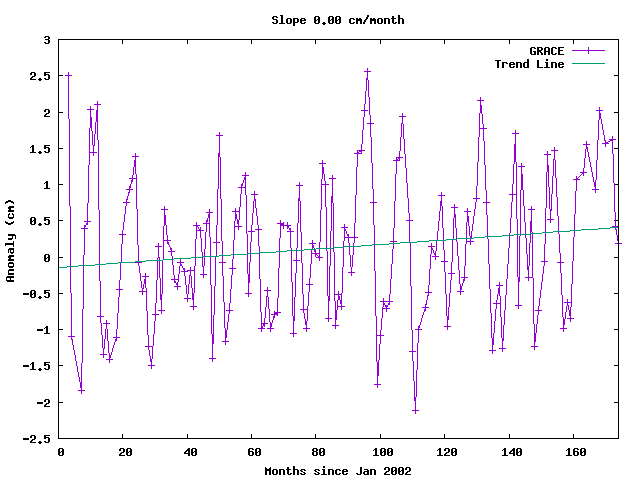 Slope 0.00 cm/month
GRACE
Trend Line
3
2.5
2
1.5
1
0.5
0
-0.5
-1
-1.5
-2
-2.5
Anomaly (cm)
0 20 40 60 80 100 120 140 160
Months since Jan 2002